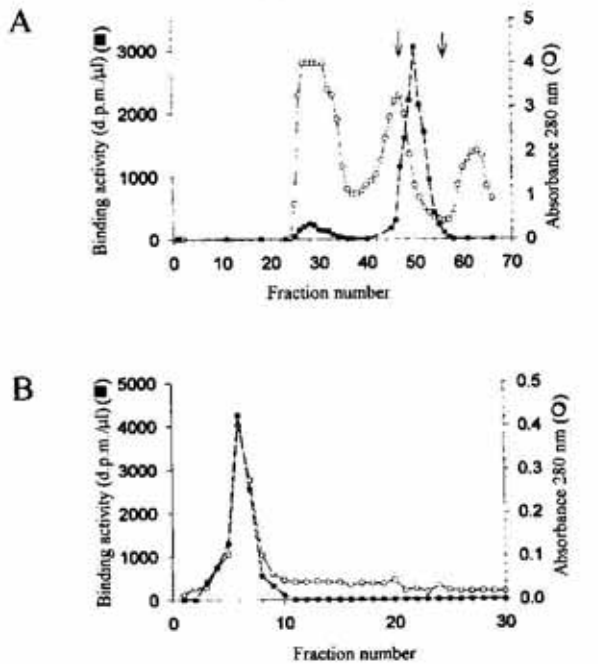 A
Binding activity (d.p.m./µl) (■)
3000
2000
1000
0
5
4
3
2
1
0
Absorbance 280 nm (O)
0 10 20 30 40 50 60 70
Fraction number
B
Binding activity (d.p.m./µl) (■)
5000
4000
3000
2000
1000
0
0.5
0.4
0.3
0.2
0.1
0.0
Absorbance 280 nm (O)
0 10 20 30
Fraction number